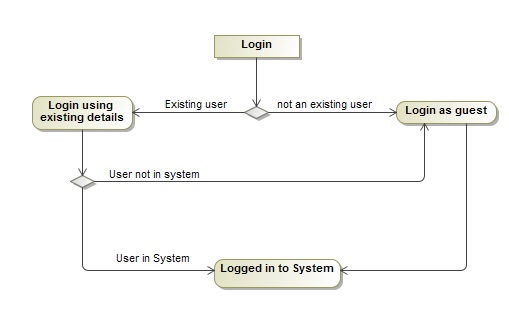 Login
Existing user
not an existing user
Login using
existing details
Login as guest
User not in system
User in System
Logged in to System